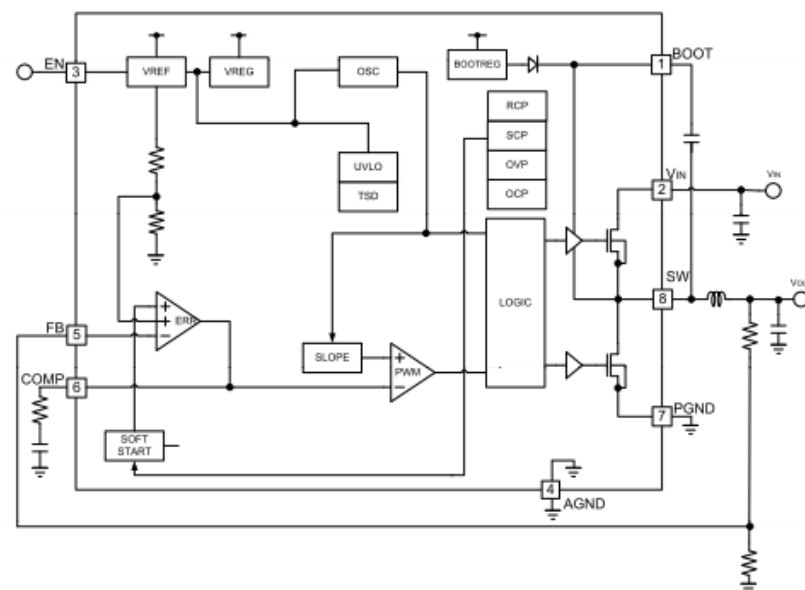 BOOT
EN
3
VREF
VREG
OSC
BOOTREG
1
RCP
SCP
OVP
OCP
UVLO
TSD
VIN
2
VIN
LOGIC
SW
8
+
+
−
ERR
FB
5
SLOPE
+
−
PWM
COMP
6
PGND
7
SOFT
START
4
AGND